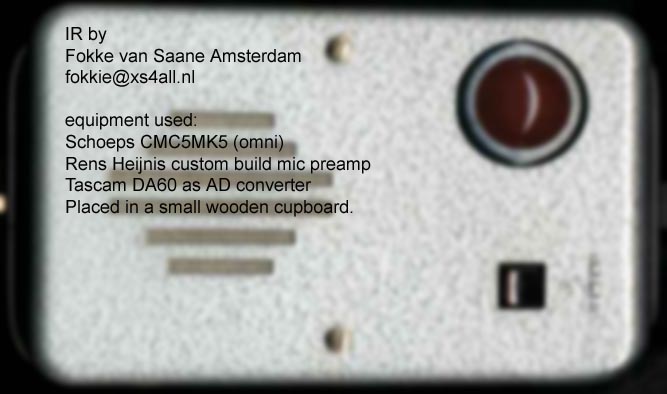 IR by
Fokke van Saane Amsterdam
fokkie@xs4all.nl
equipment used:
Schoeps CMC5MK5 (omni)
Rens Heijnis custom build mic preamp
Tascam DA60 as AD converter
Placed in a small wooden cupboard.